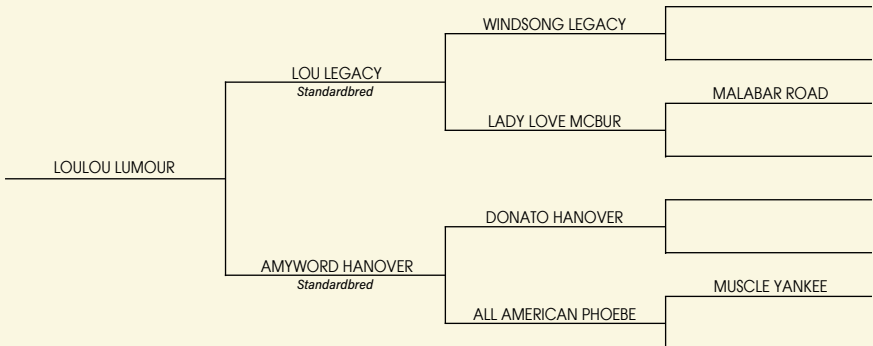 WINDSONG LEGACY
LOU LEGACY
Standardbred
MALABAR ROAD
LADY LOVE MCBUR
LOULOU LUMOUR
DONATO HANOVER
AMYWORD HANOVER
Standardbred
MUSCLE YANKEE
ALL AMERICAN PHOEBE